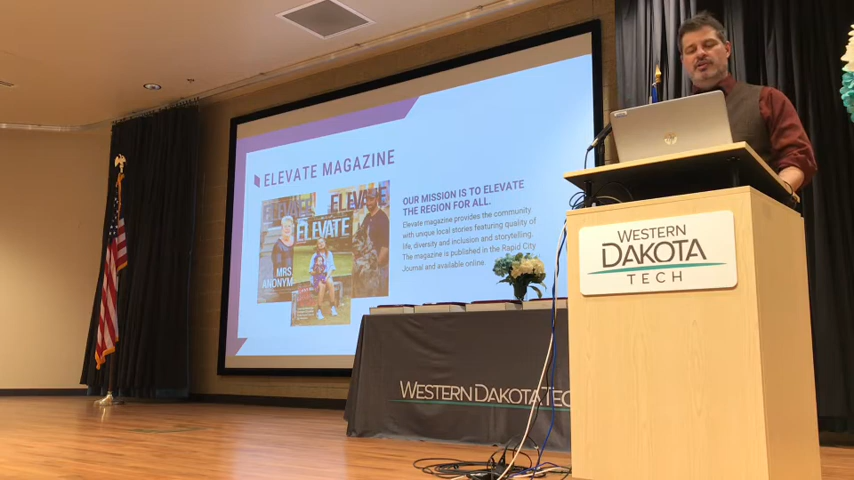 ELEVATE MAGAZINE
ELEVATE
ELEVATE
ELEVATE
MRS
ANONYM
OUR MISSION IS TO ELEVATE
THE REGION FOR ALL.
Elevate magazine provides the community
with unique local stories featuring quality of
life, diversity and inclusion and storytelling.
The magazine is published in the Rapid City
Journal and available online
WESTERN DAKOTA TEC
hp
WESTERN
DAKOTA
TECH